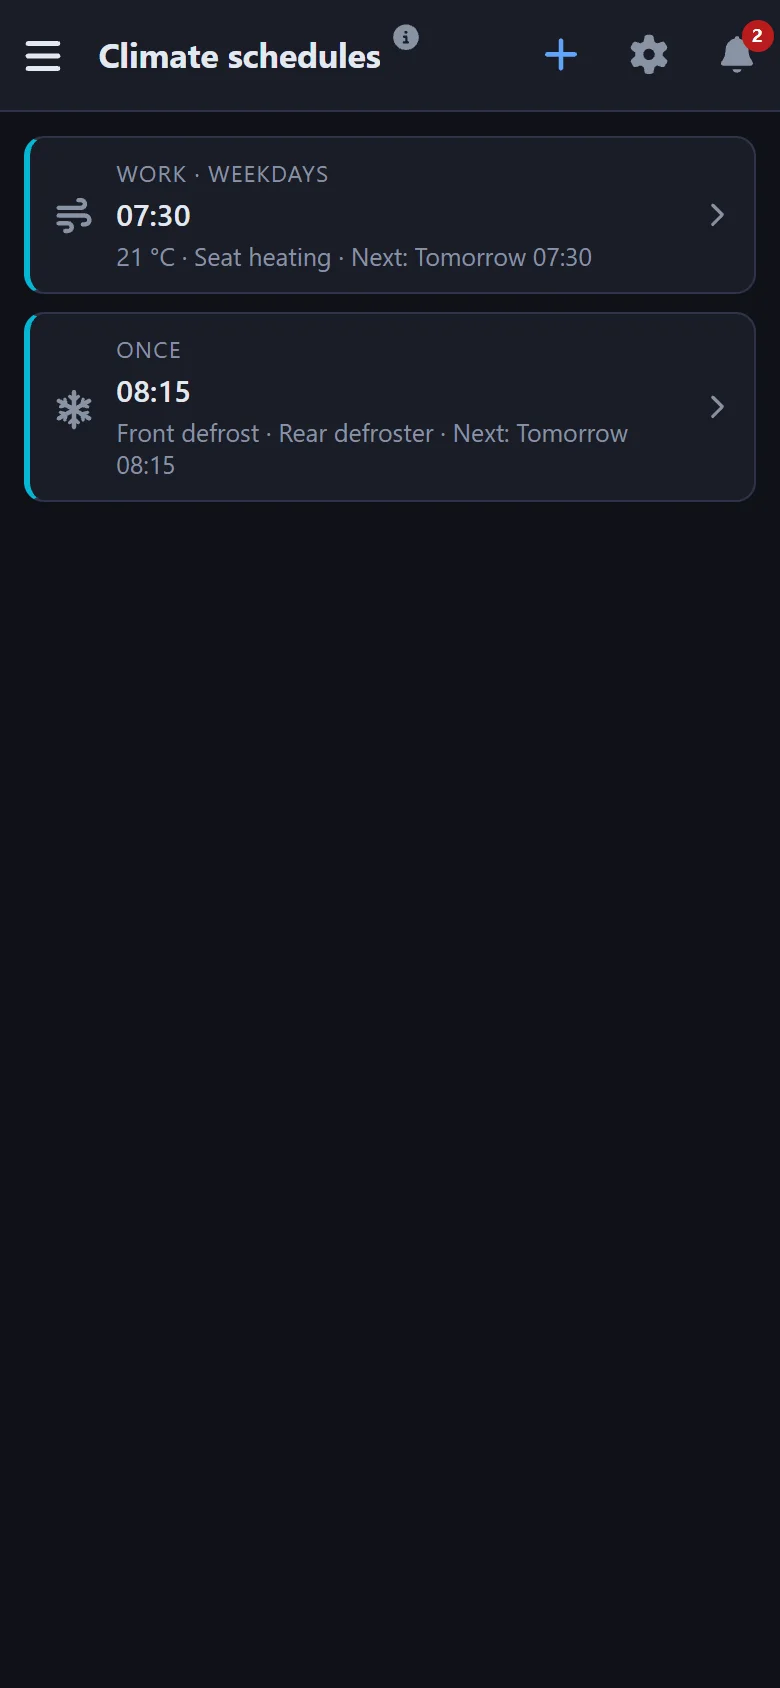 Climate schedules
2
WORK · WEEKDAYS
07:30
21 °C · Seat heating · Next: Tomorrow 07:30
ONCE
08:15
Front defrost · Rear defroster · Next: Tomorrow
08:15